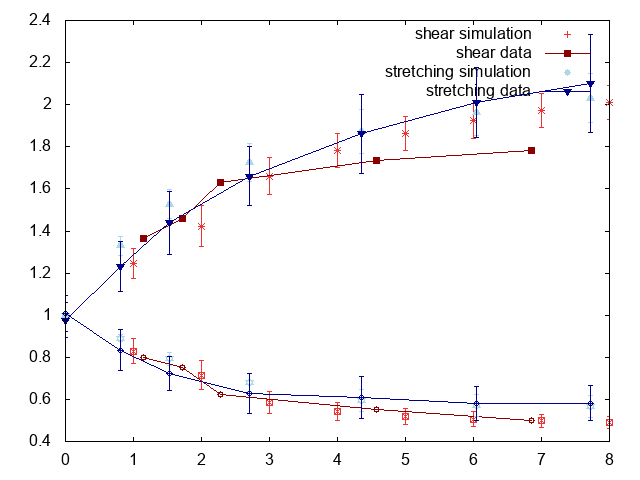 2.4
shear simulation
shear data
2.2
stretching simulation
stretching data
2
1.8
1.6
1.4
1.2
1
0.8
0.6
0.4
0 1 2 3 4 5 6 7 8